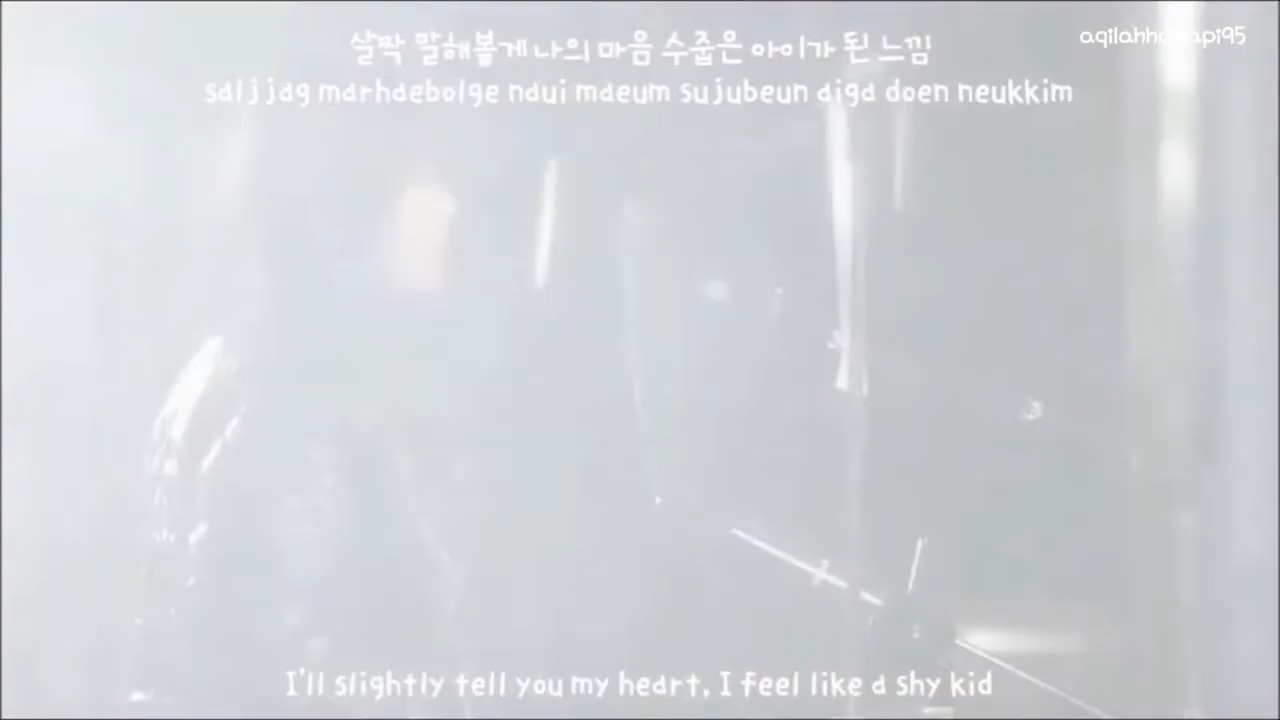 살짝 말해볼게 나의 마음 수줍은 아이가 된 느낌
saljjag marhaebolge naui maeum sujubeun aiga doen neukkim
I'll slightly tell you my heart, I feel like a shy kid